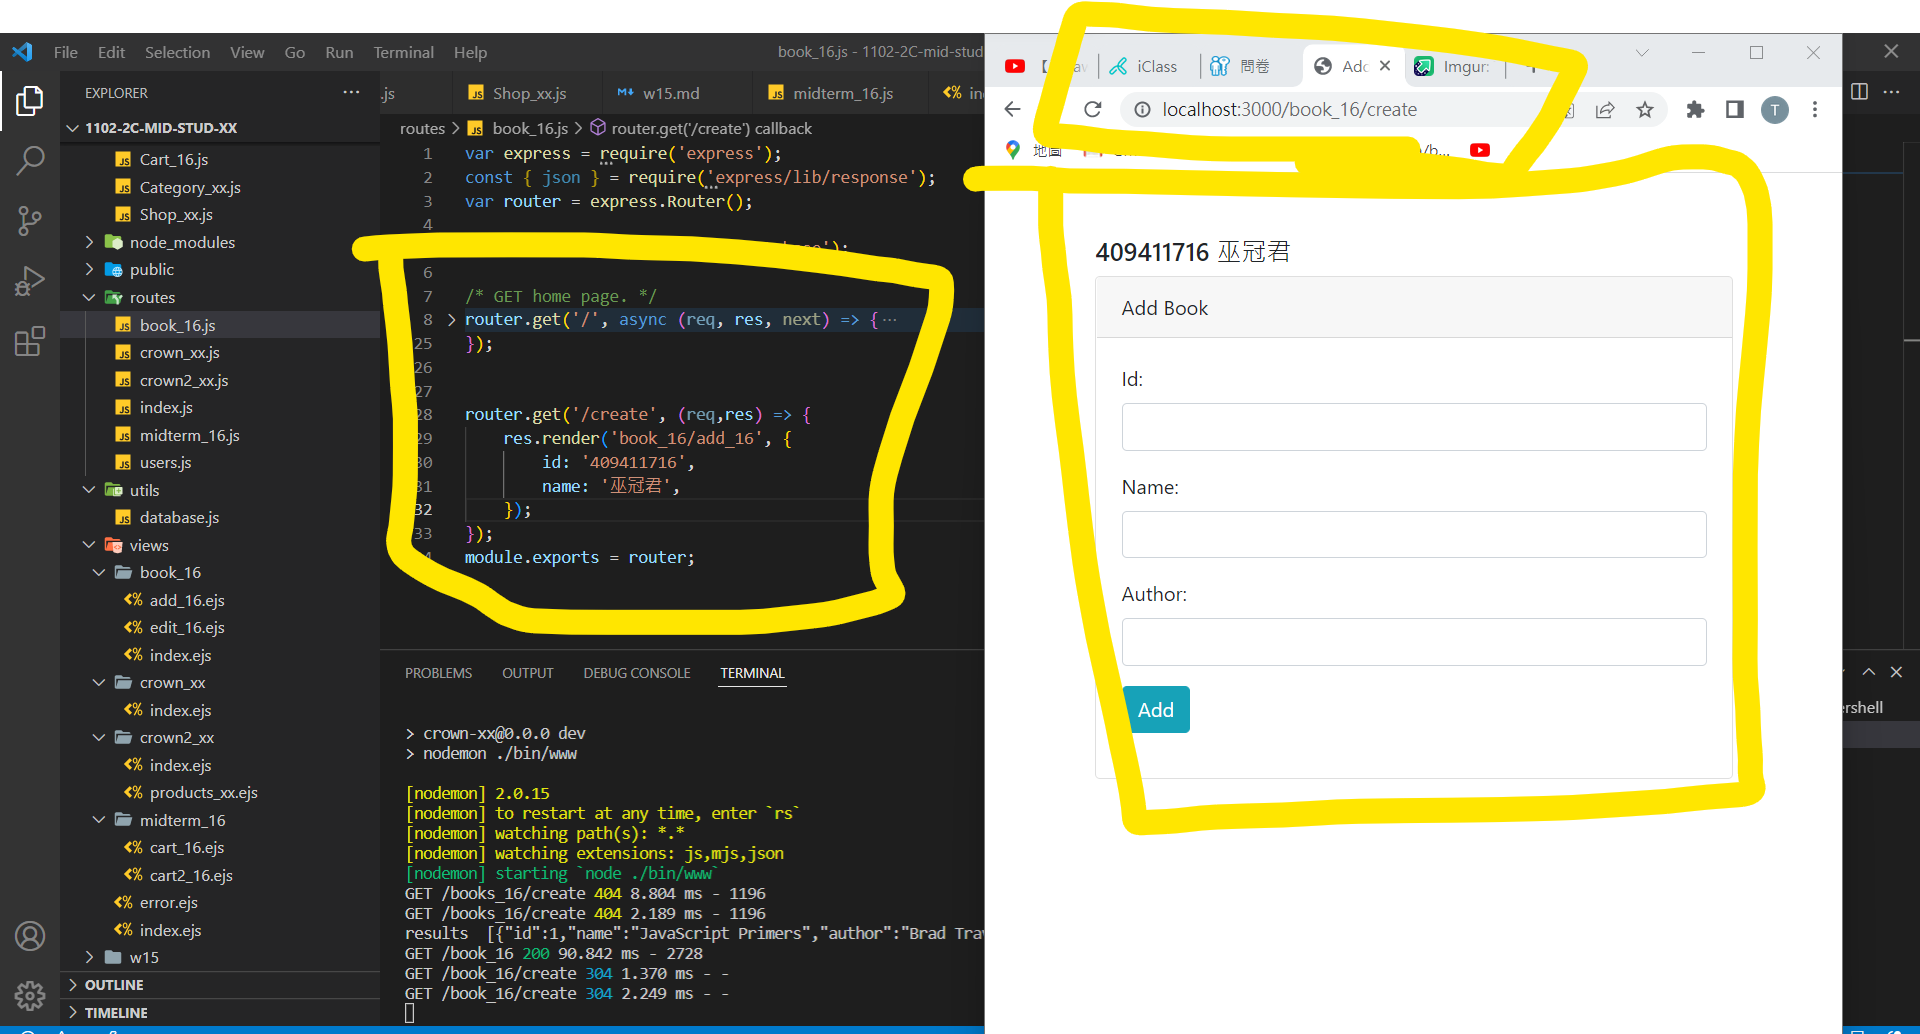 File Edit Selection View Go Run Terminal Help
book_16.js - 1102-2C-mid-stud
EXPLORER
1102-2C-MID-STUD-XX
Cart_16.js
Category_xx.js
Shop_xx.js
node_modules
public
routes
book_16.js
crown_xx.js
crown2_xx.js
index.js
midterm_16.js
users.js
utils
database.js
views
book_16
add_16.ejs
edit_16.ejs
index.ejs
crown_xx
index.ejs
crown2_xx
index.ejs
products_xx.ejs
midterm_16
cart_16.ejs
cart2_16.ejs
error.ejs
index.ejs
w15
OUTLINE
TIMELINE
.js Shop_xx.js w15.md midterm_16.js in
routes > book_16.js > router.get('/create') callback
1 var express = require('express');
2 const { json } = require('express/lib/response');
3 var router = express.Router();
4
');
6
7 /* GET home page. */
8 router.get('/', async (req, res, next) => {…
25 });
26
27
28 router.get('/create', (req,res) => {
29 res.render('book_16/add_16', {
30 id: '409411716',
31 name: '巫冠君',
32 });
33 });
module.exports = router;
PROBLEMS OUTPUT DEBUG CONSOLE TERMINAL
> crown-xx@0.0.0 dev
> nodemon ./bin/www
[nodemon] 2.0.15
[nodemon] to restart at any time, enter `rs`
[nodemon] watching path(s): *.*
[nodemon] watching extensions: js,mjs,json
[nodemon] starting `node ./bin/www`
GET /books_16/create 404 8.804 ms - 1196
GET /books_16/create 404 2.189 ms - 1196
results [{"id":1,"name":"JavaScript Primers","author":"Brad Trav
GET /book_16 200 90.842 ms - 2728
GET /book_16/create 304 1.370 ms - -
GET /book_16/create 304 2.249 ms - -
iClass 問卷 Add Imgur:
localhost:3000/book_16/create
T
地圖
/b...
409411716 巫冠君
Add Book
Id:
Name:
Author:
Add
ershell